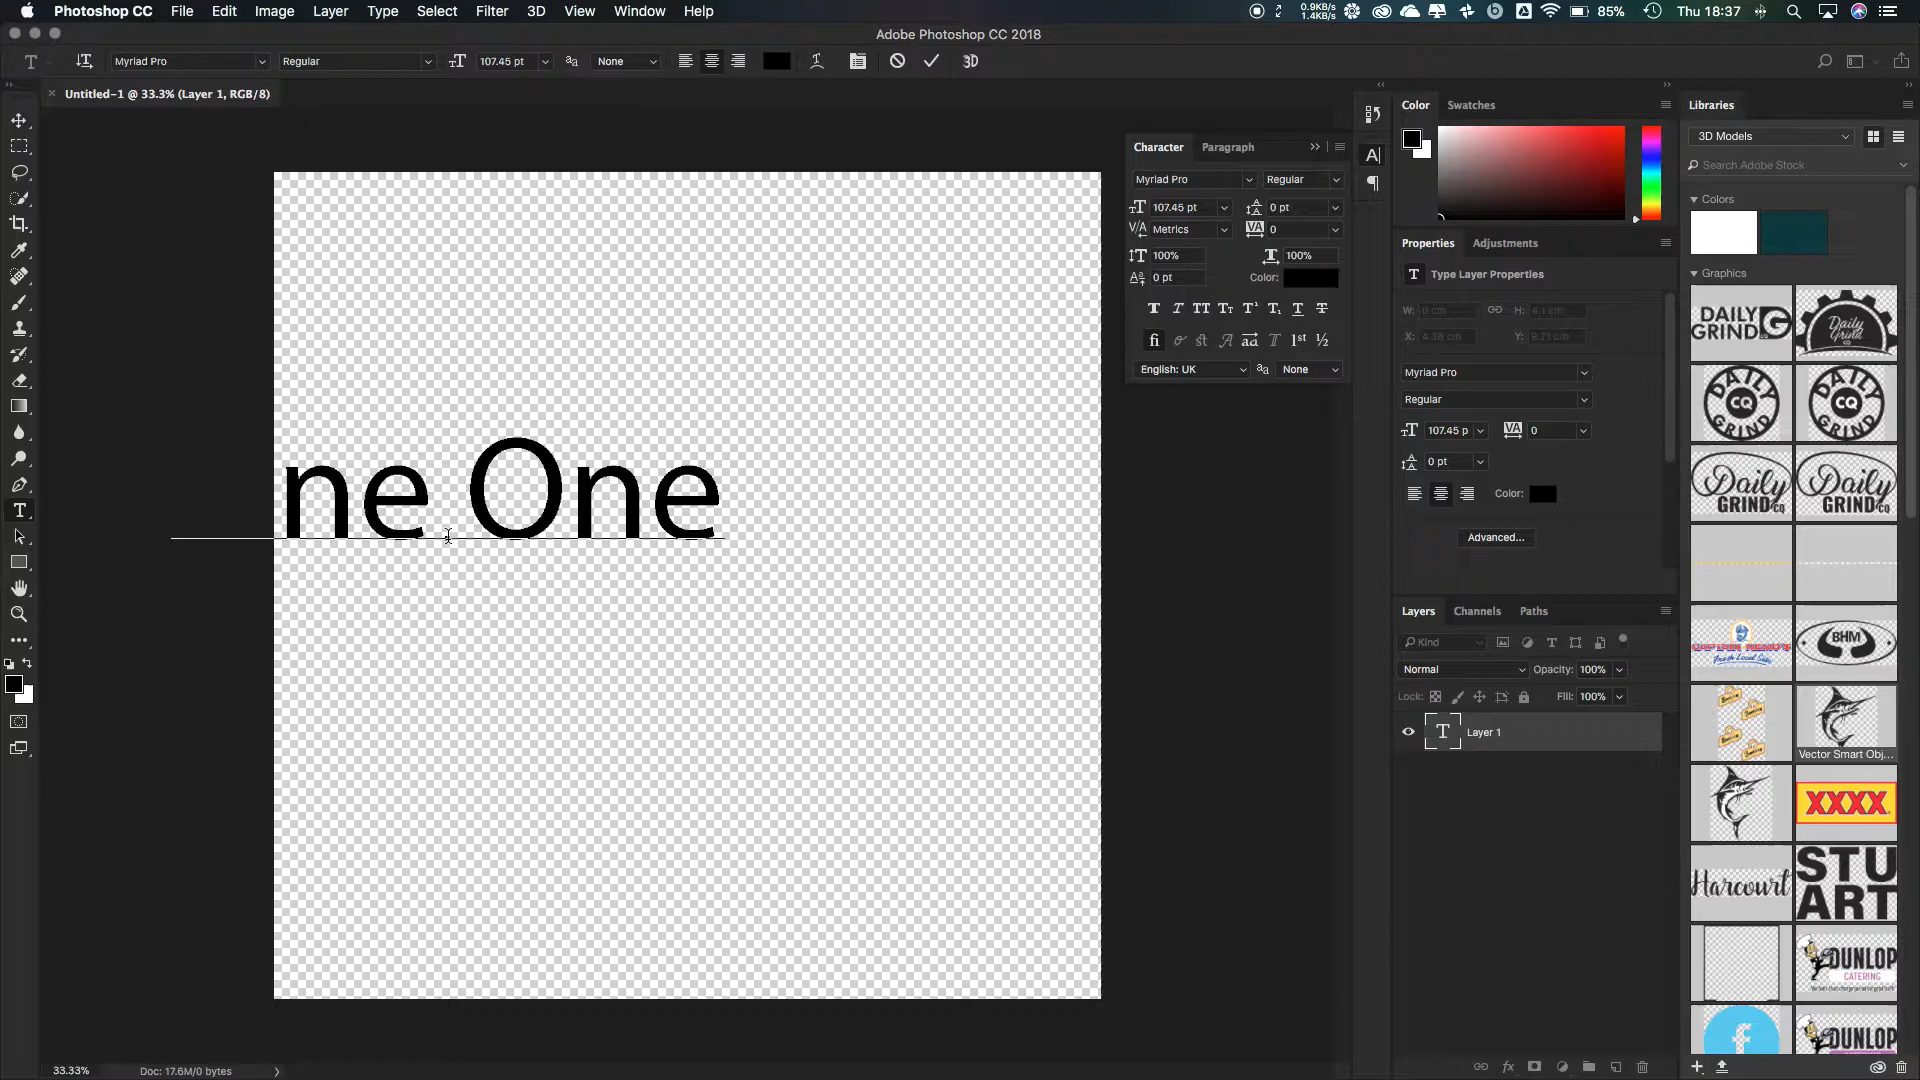 Photoshop CC File Edit Image Layer Type Select Filter 3D View Window Help 0.9KB/s 1.4KB/s 85% Thu 18:37
Adobe Photoshop CC 2018
Myriad Pro Regular 107.45 pt None 3D
Untitled-1 @ 33.3% (Layer 1, RGB/8)
ne One
Character Paragraph
Myriad Pro Regular
107.45 pt 0 pt
Metrics 0
100% 100%
0 pt Color:
English: UK None
Color Swatches
Properties Adjustments
Type Layer Properties
W: 0 cm H: 4.1 cm
X: 4.38 cm Y: 9.21 cm
Myriad Pro
Regular
107.45 p 0
0 pt
Color:
Advanced...
Layers Channels Paths
Kind
Normal Opacity: 100%
Lock: Fill: 100%
Layer 1
Libraries
3D Models
Search Adobe Stock
Colors
Graphics
DAILY GRIND
Daily Grind
DAILY GRIND CQ
DAILY GRIND CQ
Daily GRIND
Daily GRIND
BHM
Vector Smart Obj...
XXXX
Harcourt
STU
ART
DUNLOP
CATERING
DUNLOP
33.33% Doc: 17.6M/0 bytes